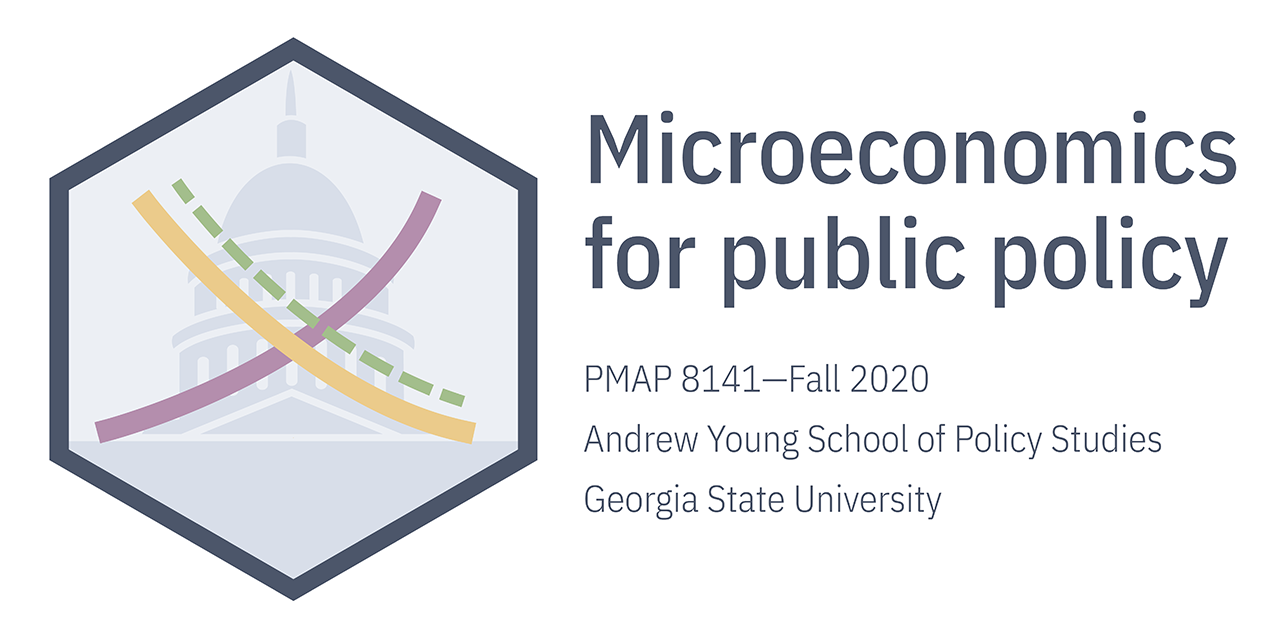 Microeconomics
for public policy
PMAP 8141—Fall 2020
Andrew Young School of Policy Studies
Georgia State University